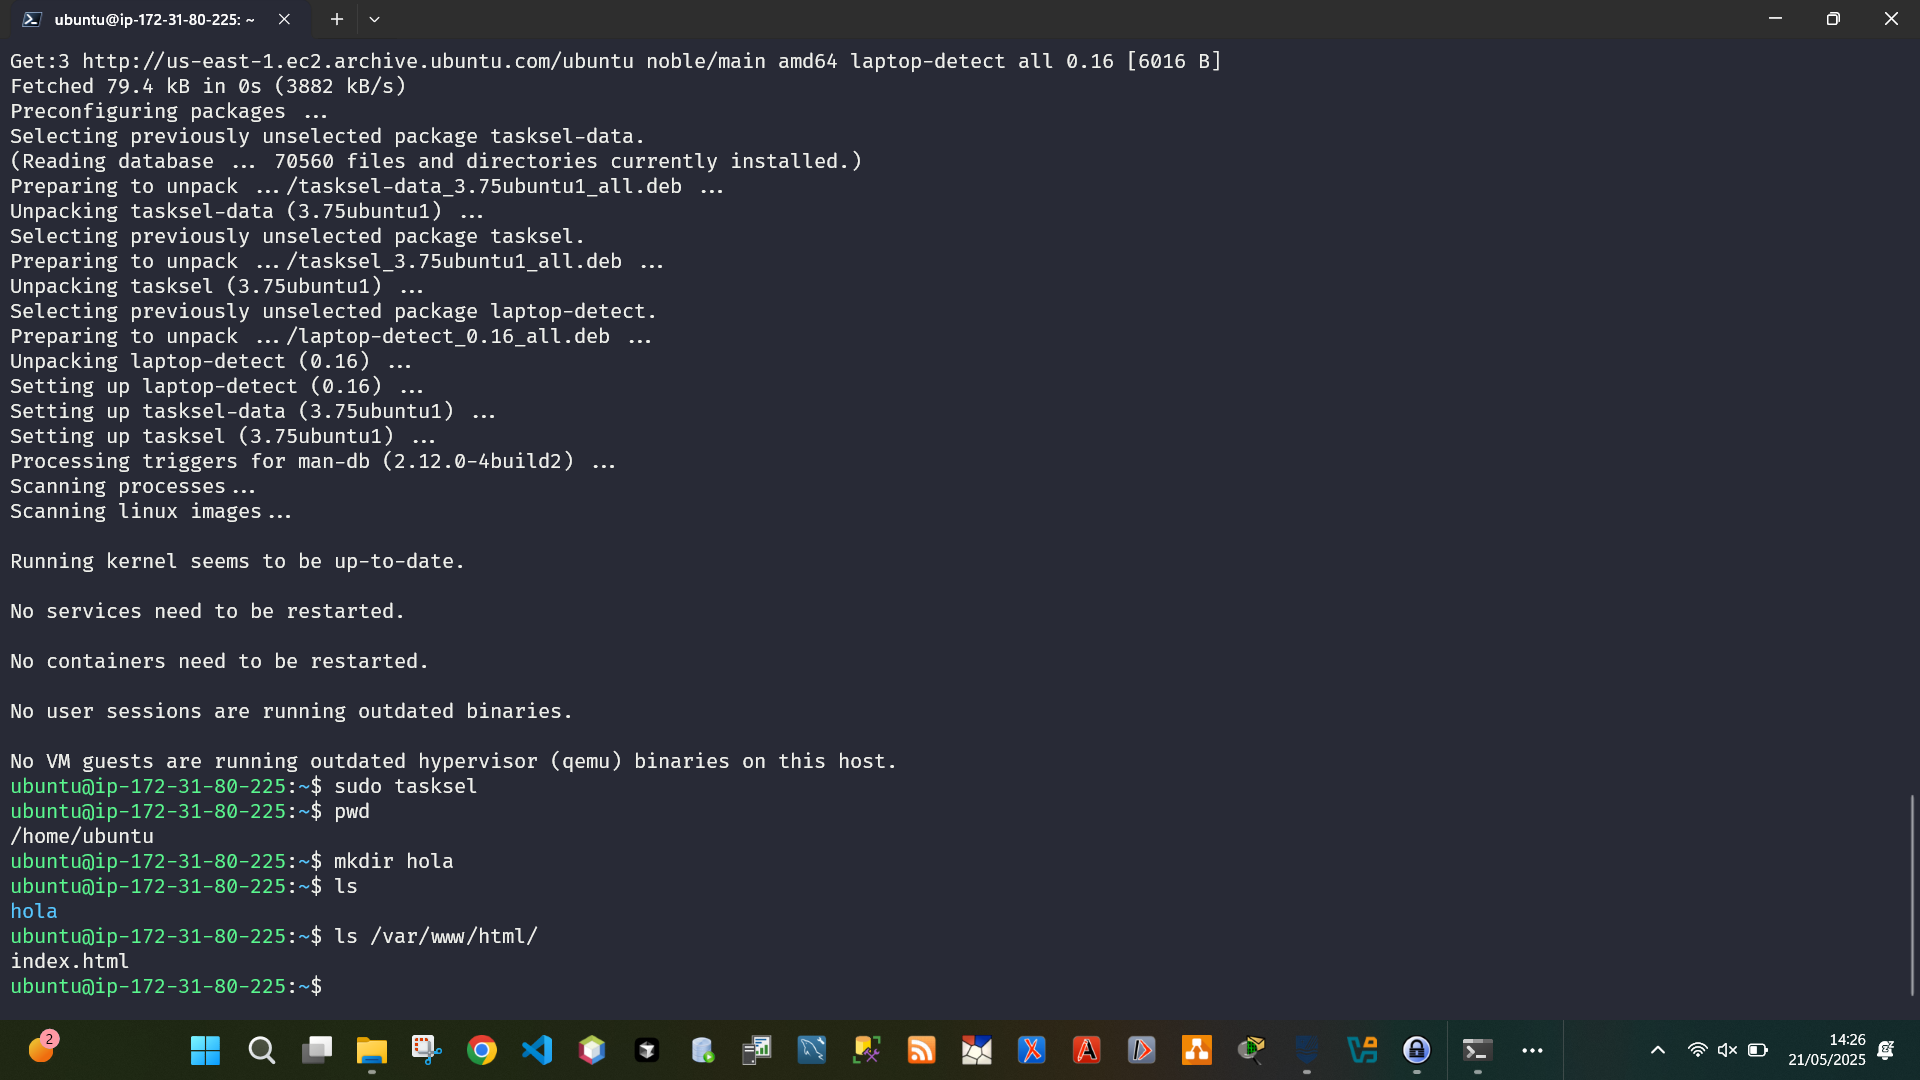 ubuntu@ip-172-31-80-225: ~
Get:3 http://us-east-1.ec2.archive.ubuntu.com/ubuntu noble/main amd64 laptop-detect all 0.16 [6016 B]
Fetched 79.4 kB in 0s (3882 kB/s)
Preconfiguring packages ...
Selecting previously unselected package tasksel-data.
(Reading database ... 70560 files and directories currently installed.)
Preparing to unpack .../tasksel-data_3.75ubuntu1_all.deb ...
Unpacking tasksel-data (3.75ubuntu1) ...
Selecting previously unselected package tasksel.
Preparing to unpack .../tasksel_3.75ubuntu1_all.deb ...
Unpacking tasksel (3.75ubuntu1) ...
Selecting previously unselected package laptop-detect.
Preparing to unpack .../laptop-detect_0.16_all.deb ...
Unpacking laptop-detect (0.16) ...
Setting up laptop-detect (0.16) ...
Setting up tasksel-data (3.75ubuntu1) ...
Setting up tasksel (3.75ubuntu1) ...
Processing triggers for man-db (2.12.0-4build2) ...
Scanning processes...
Scanning linux images...
Running kernel seems to be up-to-date.
No services need to be restarted.
No containers need to be restarted.
No user sessions are running outdated binaries.
No VM guests are running outdated hypervisor (qemu) binaries on this host.
ubuntu@ip-172-31-80-225:~$ sudo tasksel
ubuntu@ip-172-31-80-225:~$ pwd
/home/ubuntu
ubuntu@ip-172-31-80-225:~$ mkdir hola
ubuntu@ip-172-31-80-225:~$ ls
hola
ubuntu@ip-172-31-80-225:~$ ls /var/www/html/
index.html
ubuntu@ip-172-31-80-225:~$
2
14:26
21/05/2025